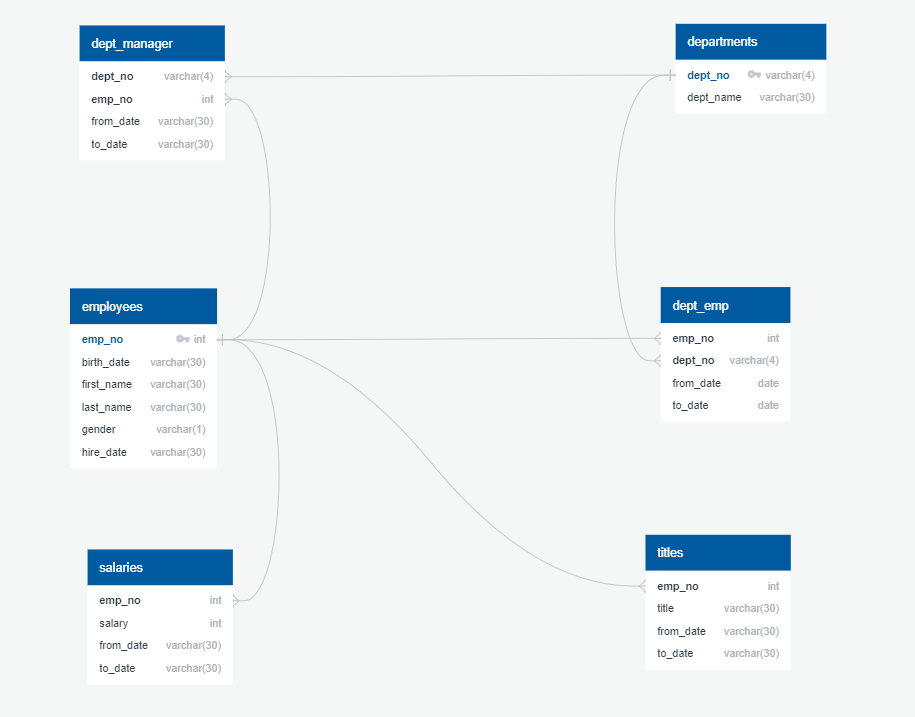 dept_manager
dept_no varchar(4)
emp_no int
from_date varchar(30)
to_date varchar(30)
departments
dept_no varchar(4)
dept_name varchar(30)
employees
emp_no int
birth_date varchar(30)
first_name varchar(30)
last_name varchar(30)
gender varchar(1)
hire_date varchar(30)
dept_emp
emp_no int
dept_no varchar(4)
from_date date
to_date date
salaries
emp_no int
salary int
from_date varchar(30)
to_date varchar(30)
titles
emp_no int
title varchar(30)
from_date varchar(30)
to_date varchar(30)